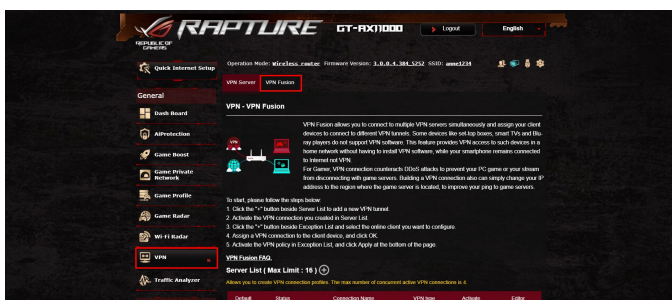 RAPTURE GT-AX11000 Logout English
REPUBLIC OF
GAMERS
Quick Internet Setup
Operation Mode: Wireless router Firmware Version: 3.0.0.4.384_5252 SSID: anne1234
VPN Server VPN Fusion
General
Dash Board
AiProtection
Game Boost
Game Private
Network
Game Profile
Game Radar
Wi-Fi Radar
VPN
Traffic Analyzer
VPN - VPN Fusion
VPN Fusion allows you to connect to multiple VPN servers simultaneously and assign your client
devices to connect to different VPN tunnels. Some devices like set-top boxes, smart TVs and Blu-
ray players do not support VPN software. This feature provides VPN access to such devices in a
home network without having to install VPN software, while your smartphone remains connected
to Internet not VPN.
For Gamer, VPN connection counteracts DDoS attacks to prevent your PC game or your stream
from disconnecting with game servers. Building a VPN connection also can simply change your IP
address to the region where the game server is located, to improve your ping to game servers.
To start, please follow the steps below:
1. Click the "+" button beside Server List to add a new VPN tunnel.
2. Activate the VPN connection you created in Server List.
3. Click the "+" button beside Exception List and select the online client you want to configure.
4. Assign a VPN connection to the client device, and click OK.
5. Activate the VPN policy in Exception List, and click Apply at the bottom of the page.
VPN Fusion FAQ.
Server List ( Max Limit : 16 )
Allows you to create VPN connection profiles. The max number of concurrent active VPN connections is 4.
Default Status Connection Name VPN type Activate Editor